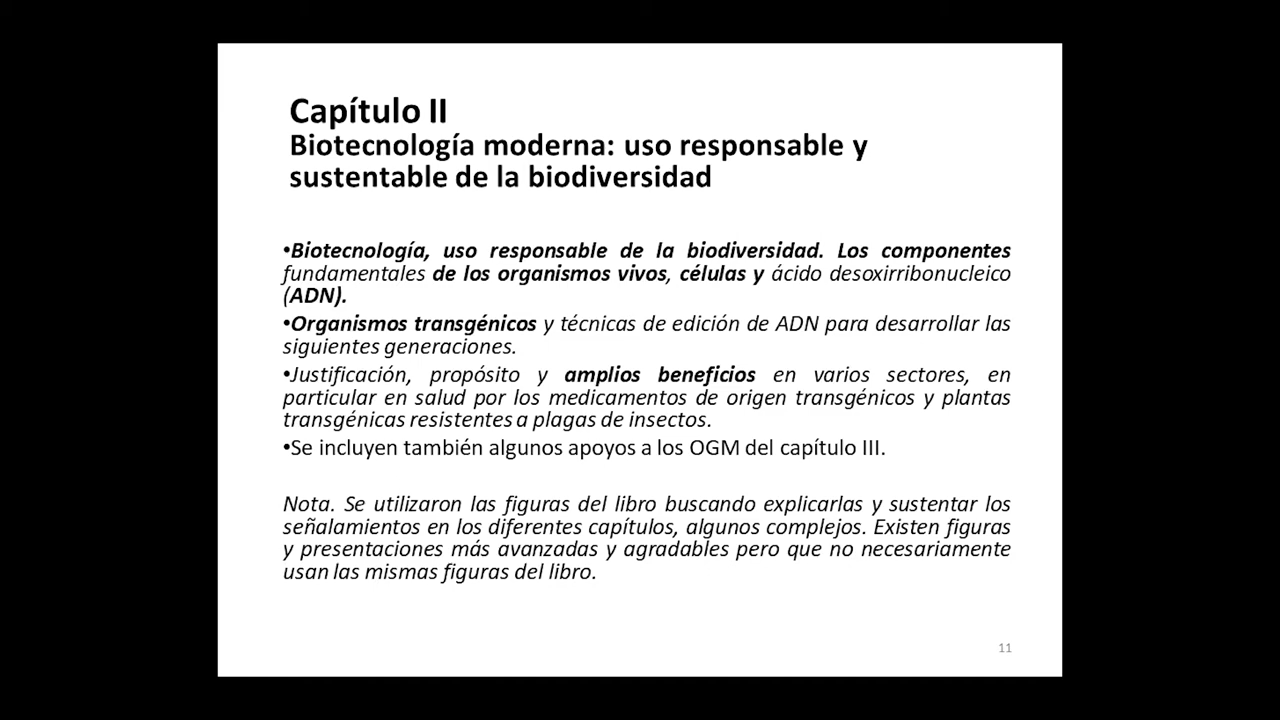 Capítulo II
Biotecnología moderna: uso responsable y
sustentable de la biodiversidad
•Biotecnología, uso responsable de la biodiversidad. Los componentes
fundamentales de los organismos vivos, células y ácido desoxirribonucleico
(ADN).
•Organismos transgénicos y técnicas de edición de ADN para desarrollar las
siguientes generaciones.
•Justificación, propósito y amplios beneficios en varios sectores, en
particular en salud por los medicamentos de origen transgénicos y plantas
transgénicas resistentes a plagas de insectos.
•Se incluyen también algunos apoyos a los OGM del capítulo III.
Nota. Se utilizaron las figuras del libro buscando explicarlas y sustentar los
señalamientos en los diferentes capítulos, algunos complejos. Existen figuras
y presentaciones más avanzadas y agradables pero que no necesariamente
usan las mismas figuras del libro.
11